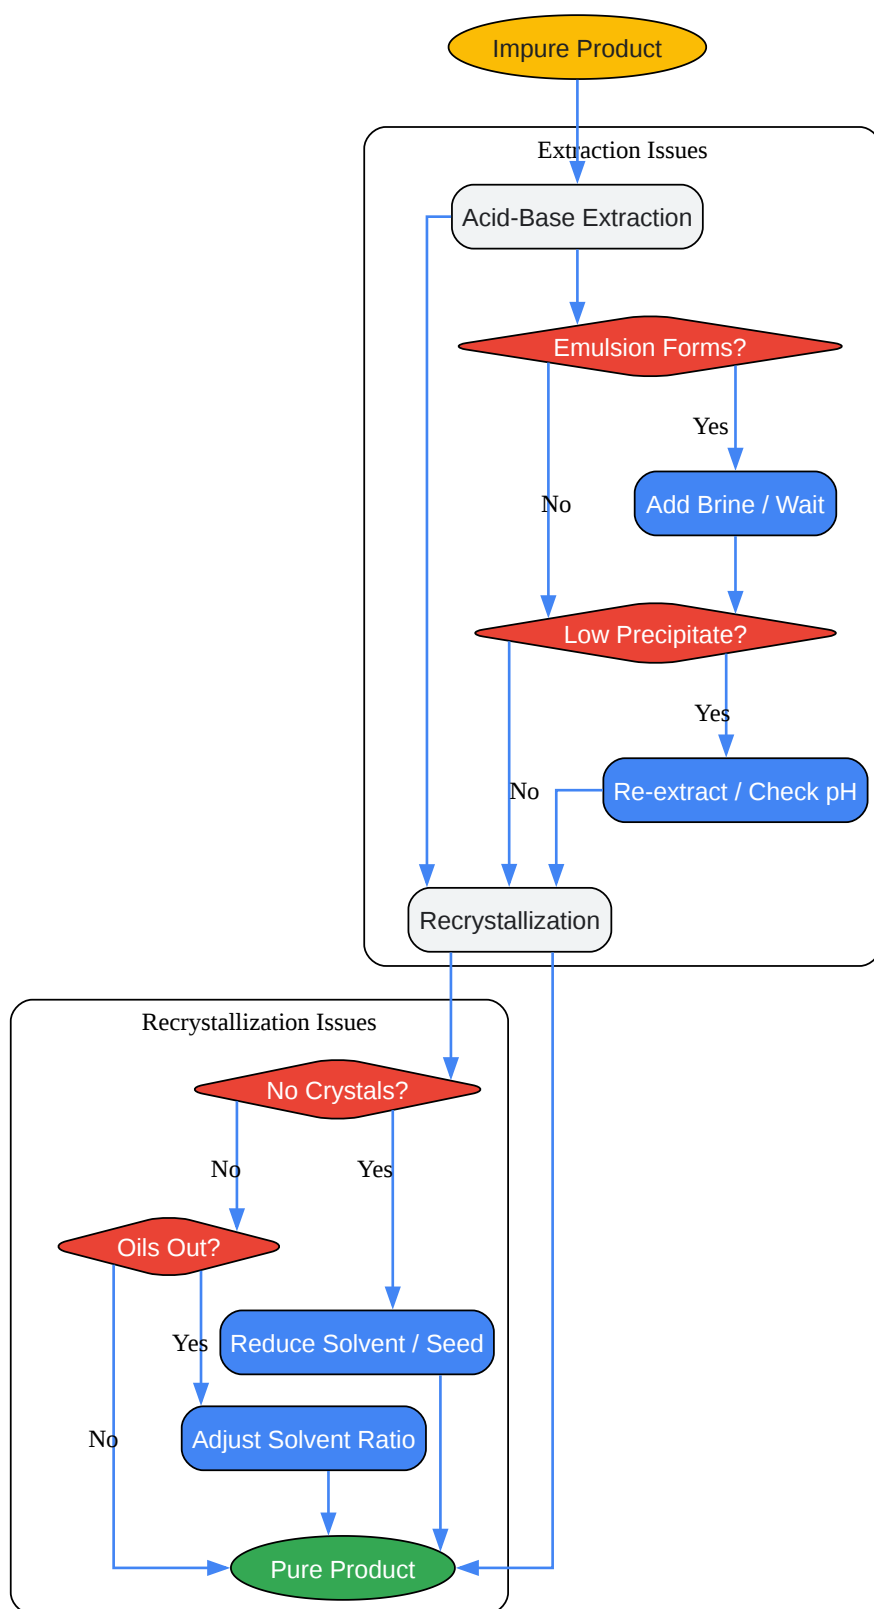 Impure Product
Extraction Issues
Acid-Base Extraction
Emulsion Forms?
Yes
No
Add Brine / Wait
Low Precipitate?
Yes
No
Re-extract / Check pH
Recrystallization
Recrystallization Issues
No Crystals?
No
Yes
Oils Out?
Yes
Reduce Solvent / Seed
No
Adjust Solvent Ratio
Pure Product